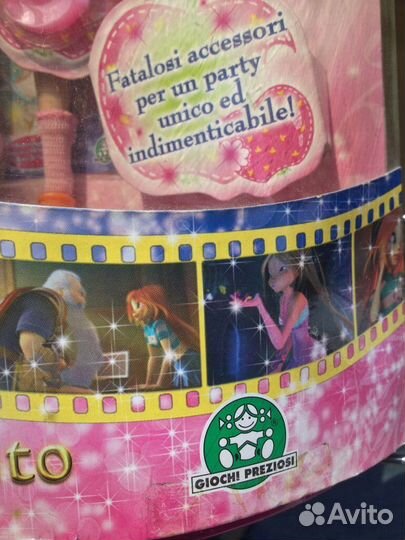 Fatalosi accessori
per un party
unico ed
indimenticabile!
to
GIOCHI PREZIOSI
Avito